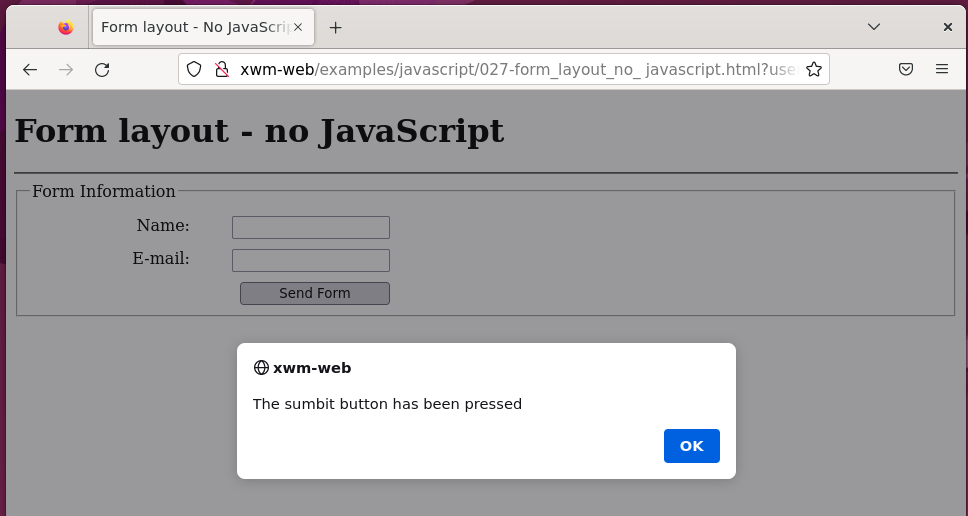 Form layout - No JavaScrip
xwm-web/examples/javascript/027-form_layout_no_ javascript.html?use
Form layout - no JavaScript
Form Information
Name:
E-mail:
Send Form
xwm-web
The sumbit button has been pressed
OK